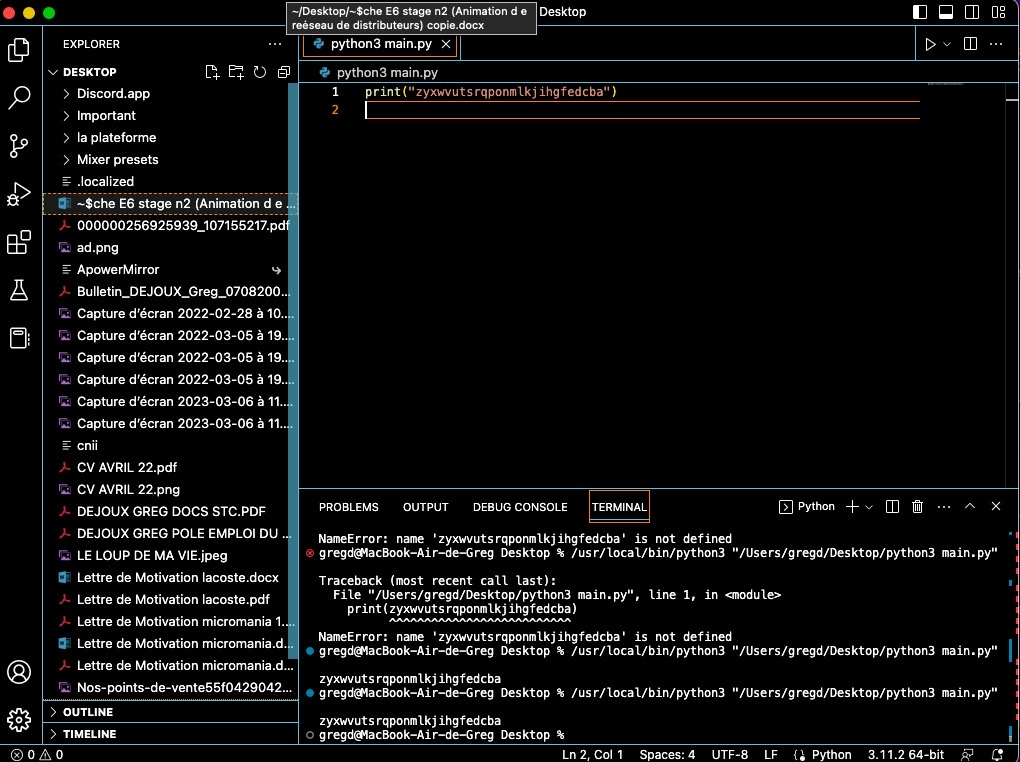 ~/Desktop/~$che E6 stage n2 (Animation d e
reéseau de distributeurs) copie.docx
Desktop
EXPLORER
python3 main.py
DESKTOP
python3 main.py
Discord.app
Important
la plateforme
Mixer presets
.localized
~$che E6 stage n2 (Animation d e ...
000000256925939_107155217.pdf
ad.png
ApowerMirror
Bulletin_DEJOUX_Greg_0708200...
Capture d'écran 2022-02-28 à 10....
Capture d'écran 2022-03-05 à 19....
Capture d'écran 2022-03-05 à 19....
Capture d'écran 2022-03-05 à 19....
Capture d'écran 2023-03-06 à 11....
Capture d'écran 2023-03-06 à 11....
cnii
CV AVRIL 22.pdf
CV AVRIL 22.png
DEJOUX GREG DOCS STC.PDF
DEJOUX GREG POLE EMPLOI DU ...
LE LOUP DE MA VIE.jpeg
Lettre de Motivation lacoste.docx
Lettre de Motivation lacoste.pdf
Lettre de Motivation micromania 1....
Lettre de Motivation micromania.d...
Lettre de Motivation micromania.d...
Nos-points-de-vente55f0429042...
OUTLINE
TIMELINE
1 print("zyxwvutsrqponmlkjihgfedcba")
2
PROBLEMS OUTPUT DEBUG CONSOLE TERMINAL Python
NameError: name 'zyxwvutsrqponmlkjihgfedcba' is not defined
gregd@MacBook-Air-de-Greg Desktop % /usr/local/bin/python3 "/Users/gregd/Desktop/python3 main.py"
Traceback (most recent call last):
File "/Users/gregd/Desktop/python3 main.py", line 1, in <module>
print(zyxwvutsrqponmlkjihgfedcba)
^^^^^^^^^^^^^^^^^^^^^^^^^^
NameError: name 'zyxwvutsrqponmlkjihgfedcba' is not defined
gregd@MacBook-Air-de-Greg Desktop % /usr/local/bin/python3 "/Users/gregd/Desktop/python3 main.py"
zyxwvutsrqponmlkjihgfedcba
gregd@MacBook-Air-de-Greg Desktop % /usr/local/bin/python3 "/Users/gregd/Desktop/python3 main.py"
zyxwvutsrqponmlkjihgfedcba
gregd@MacBook-Air-de-Greg Desktop %
0 0 Ln 2, Col 1 Spaces: 4 UTF-8 LF Python 3.11.2 64-bit